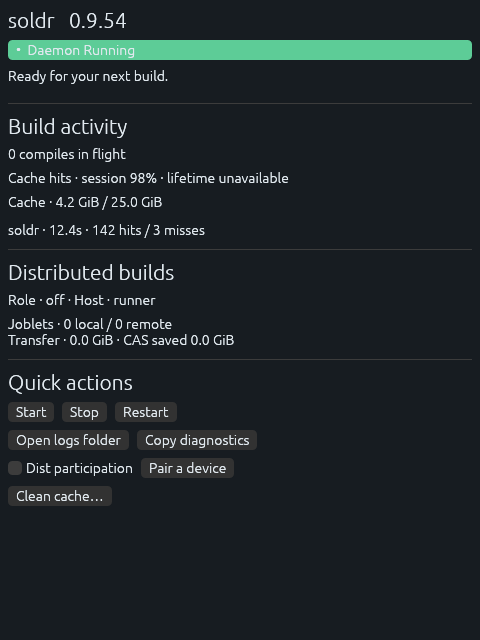 soldr 0.9.54
• Daemon Running
Ready for your next build.
Build activity
0 compiles in flight
Cache hits · session 98% · lifetime unavailable
Cache · 4.2 GiB / 25.0 GiB
soldr · 12.4s · 142 hits / 3 misses
Distributed builds
Role · off · Host · runner
Joblets · 0 local / 0 remote
Transfer · 0.0 GiB · CAS saved 0.0 GiB
Quick actions
Start Stop Restart
Open logs folder Copy diagnostics
Dist participation Pair a device
Clean cache…